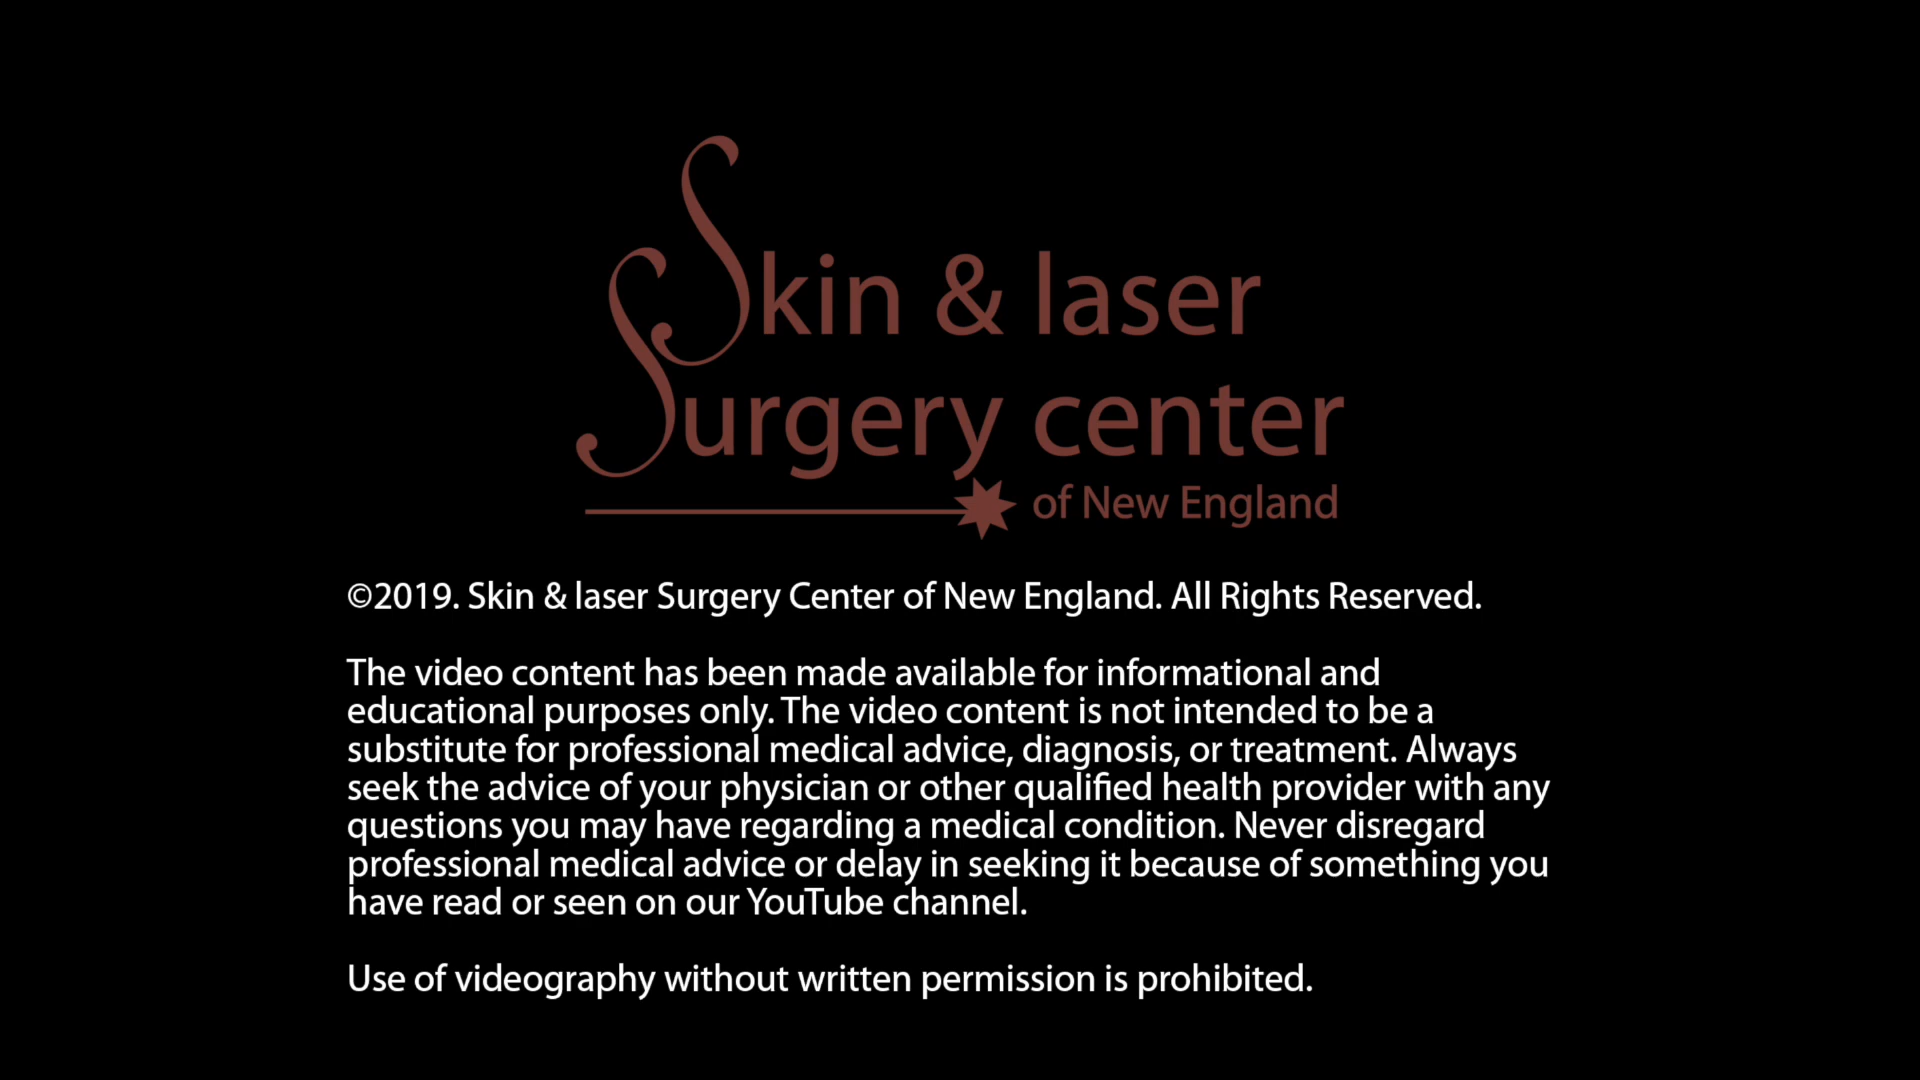 Skin & laser
Surgery center
of New England
©2019. Skin & laser Surgery Center of New England. All Rights Reserved.
The video content has been made available for informational and
educational purposes only. The video content is not intended to be a
substitute for professional medical advice, diagnosis, or treatment. Always
seek the advice of your physician or other qualified health provider with any
questions you may have regarding a medical condition. Never disregard
professional medical advice or delay in seeking it because of something you
have read or seen on our YouTube channel.
Use of videography without written permission is prohibited.